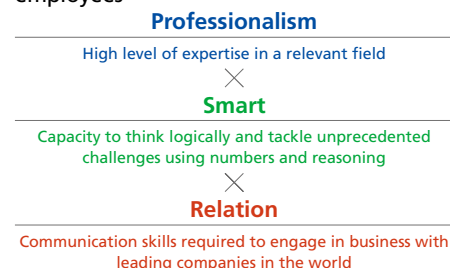 employees
Professionalism
High level of expertise in a relevant field
×
Smart
Capacity to think logically and tackle unprecedented
challenges using numbers and reasoning
×
Relation
Communication skills required to engage in business with
leading companies in the world